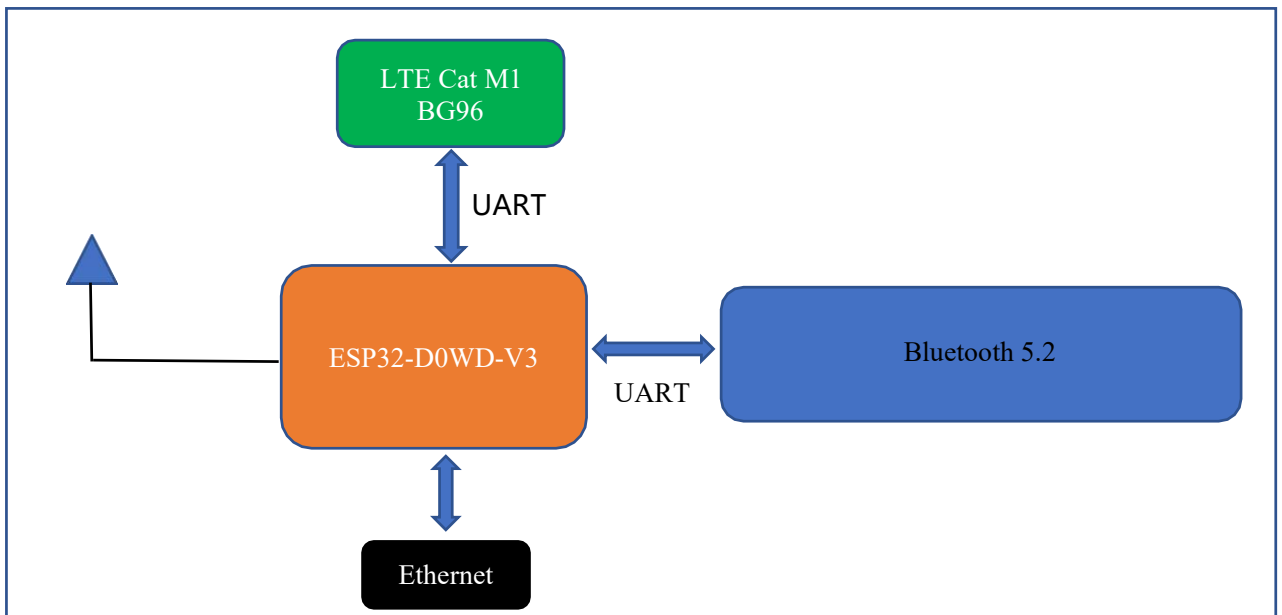 LTE Cat M1
BG96
UART
ESP32-D0WD-V3
Bluetooth 5.2
UART
Ethernet